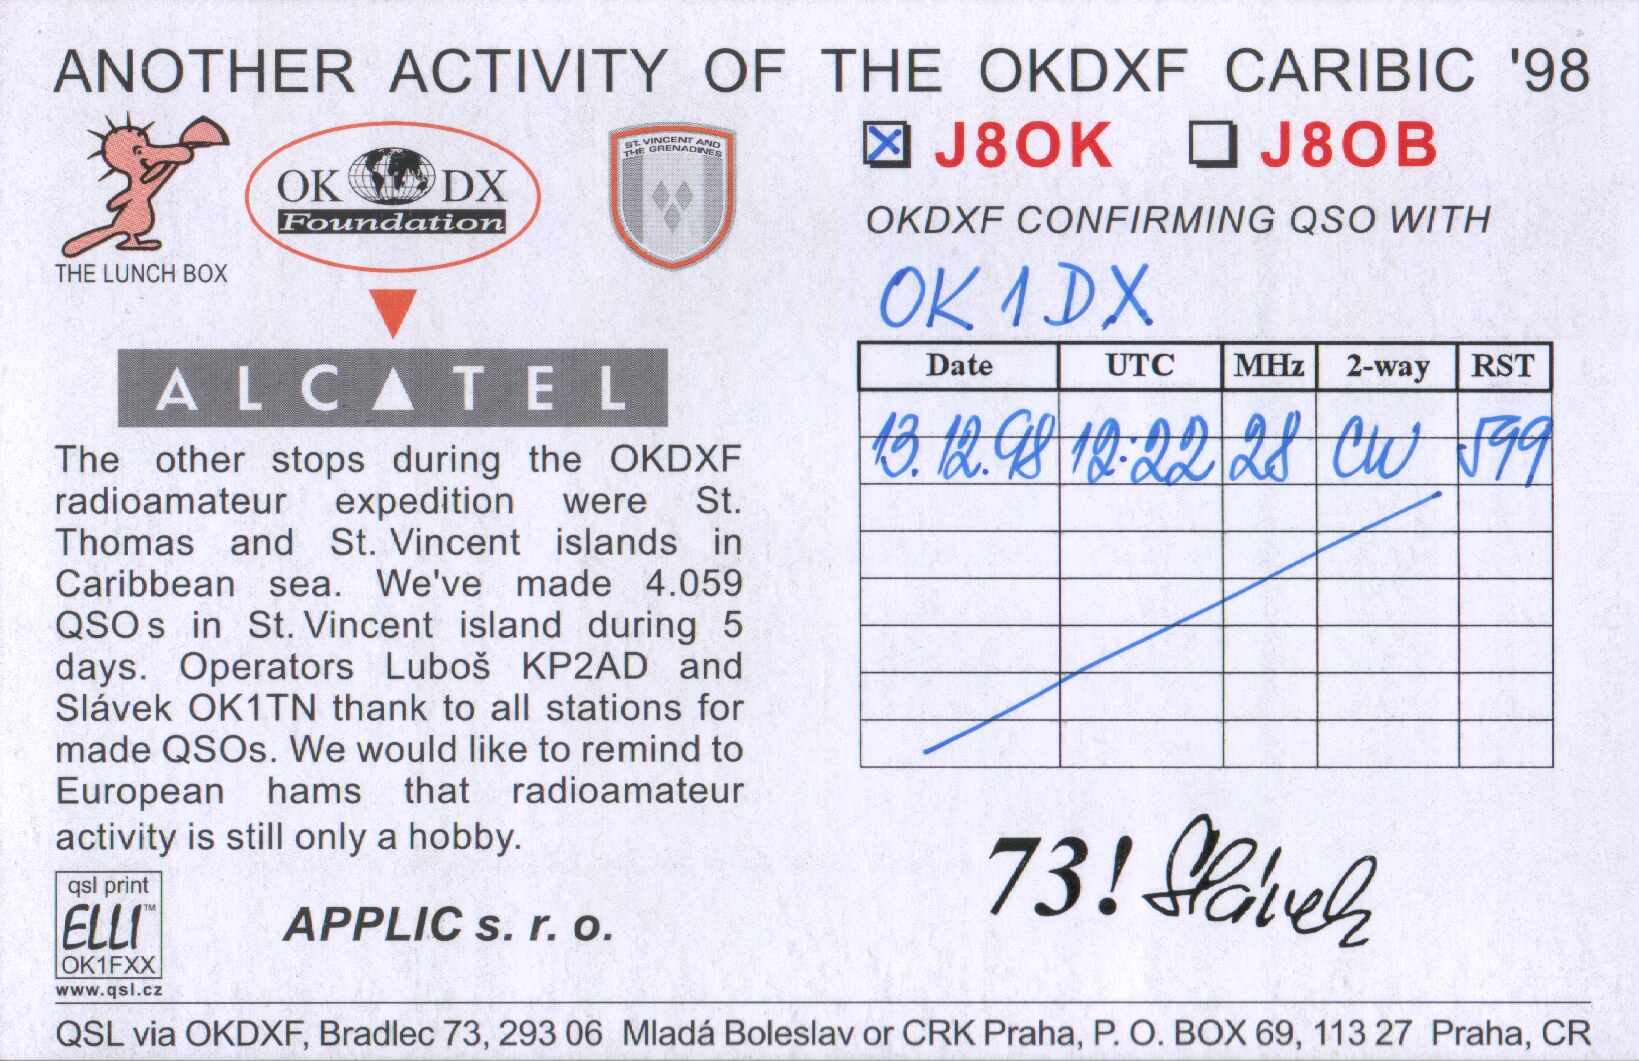 ANOTHER ACTIVITY OF THE OKDXF CARIBIC '98
THE LUNCH BOX
OK DX
Foundation
ST. VINCENT AND
THE GRENADINES
J8OK J8OB
OKDXF CONFIRMING QSO WITH
OK1DX
ALCATEL
Date UTC MHz 2-way RST
13.12.98 12:22 28 CW 599
The other stops during the OKDXF
radioamateur expedition were St.
Thomas and St. Vincent islands in
Caribbean sea. We've made 4.059
QSOs in St. Vincent island during 5
days. Operators Luboš KP2AD and
Slávek OK1TN thank to all stations for
made QSOs. We would like to remind to
European hams that radioamateur
activity is still only a hobby.
qsl print
ELLI™
OK1FXX
www.qsl.cz
APPLIC s. r. o.
73! Slávek
QSL via OKDXF, Bradlec 73, 293 06 Mladá Boleslav or CRK Praha, P. O. BOX 69, 113 27 Praha, CR